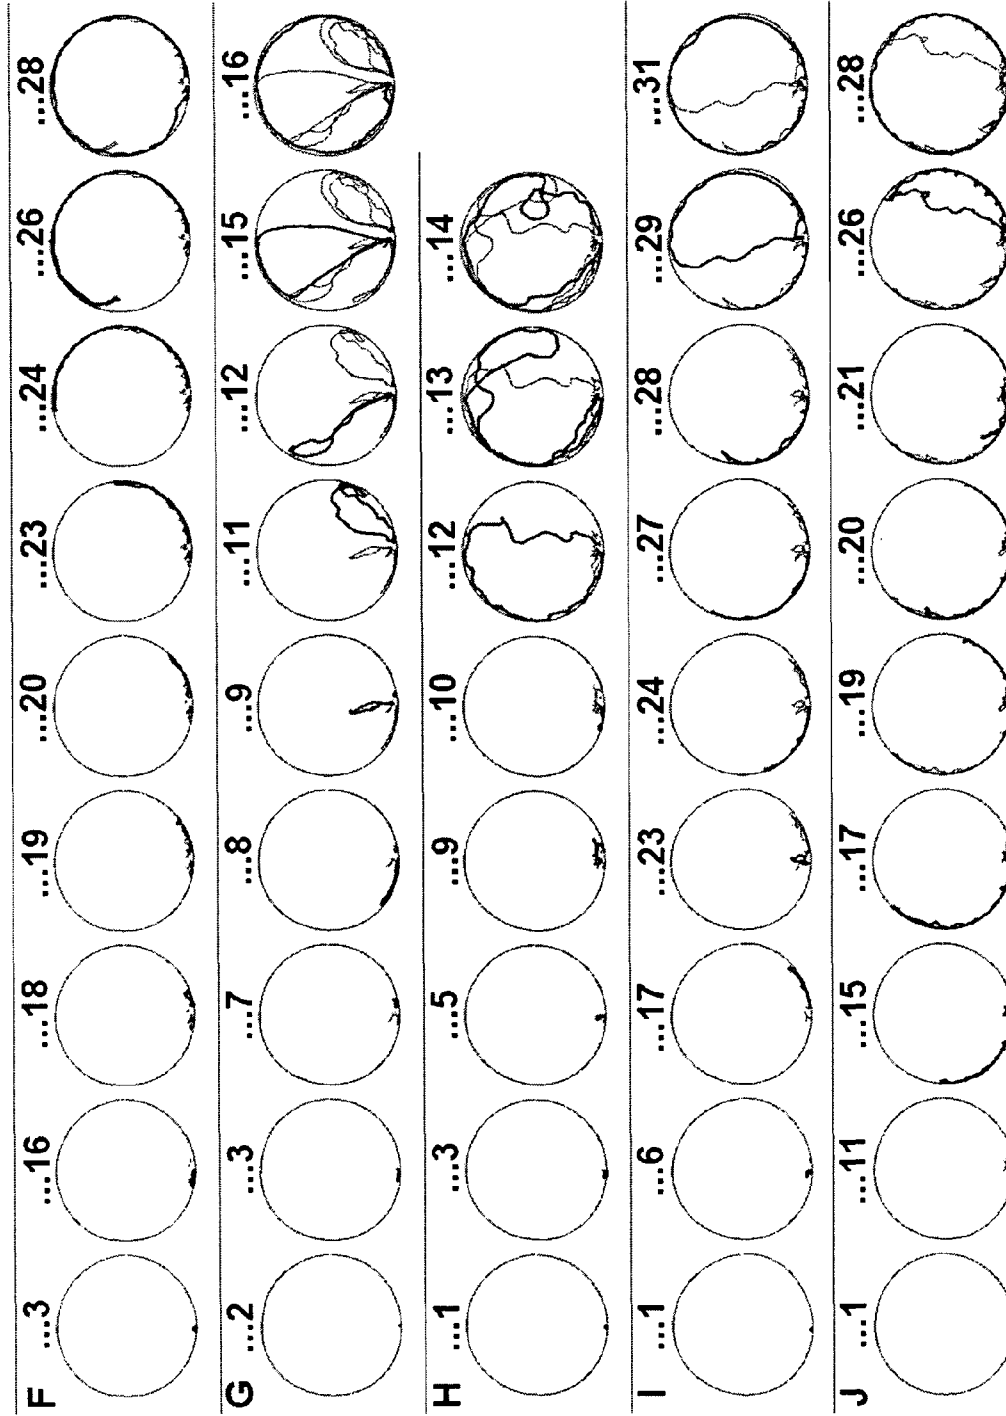 F
...3 ...16 ...18 ...19 ...20 ...23 ...24 ...26 ...28
G
...2 ...3 ...7 ...8 ...9 ...11 ...12 ...15 ...16
H
...1 ...3 ...5 ...9 ...10 ...12 ...13 ...14
I
...1 ...6 ...17 ...23 ...24 ...27 ...28 ...29 ...31
J
...1 ...11 ...15 ...17 ...19 ...20 ...21 ...26 ...28